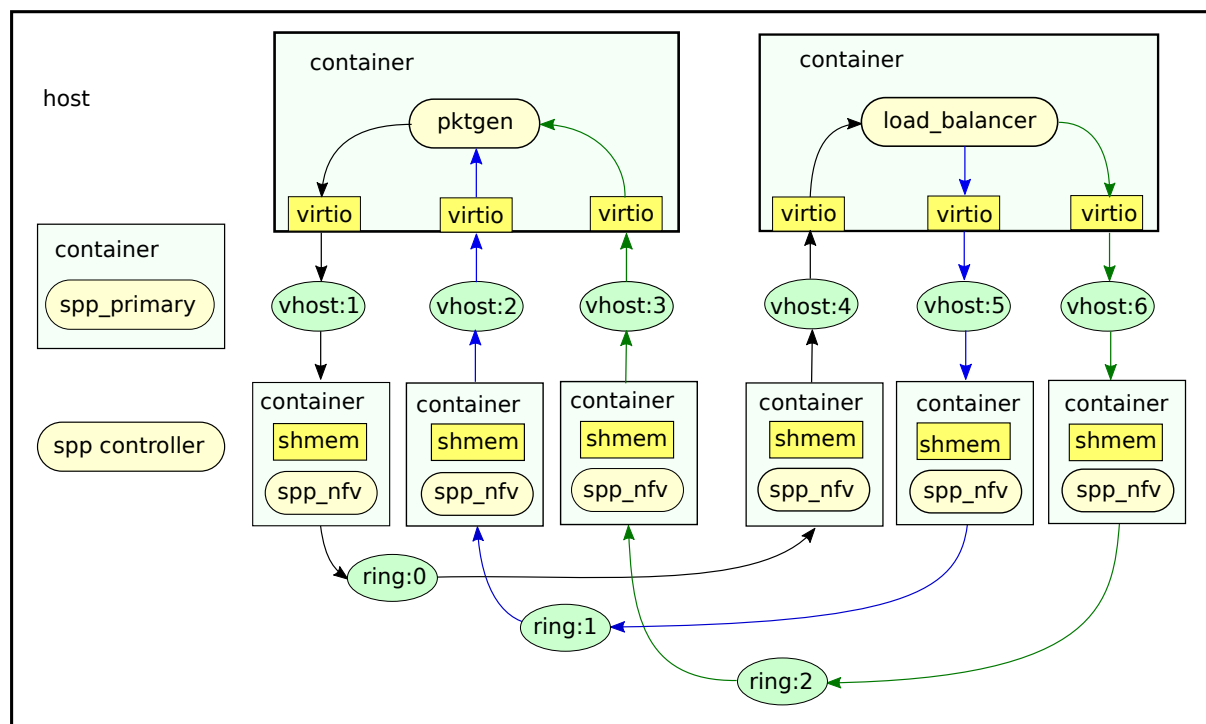 host
container
pktgen
virtio
virtio
virtio
container
load_balancer
virtio
virtio
virtio
container
spp_primary
spp controller
vhost:1
vhost:2
vhost:3
vhost:4
vhost:5
vhost:6
container
shmem
spp_nfv
container
shmem
spp_nfv
container
shmem
spp_nfv
container
shmem
spp_nfv
container
shmem
spp_nfv
container
shmem
spp_nfv
ring:0
ring:1
ring:2